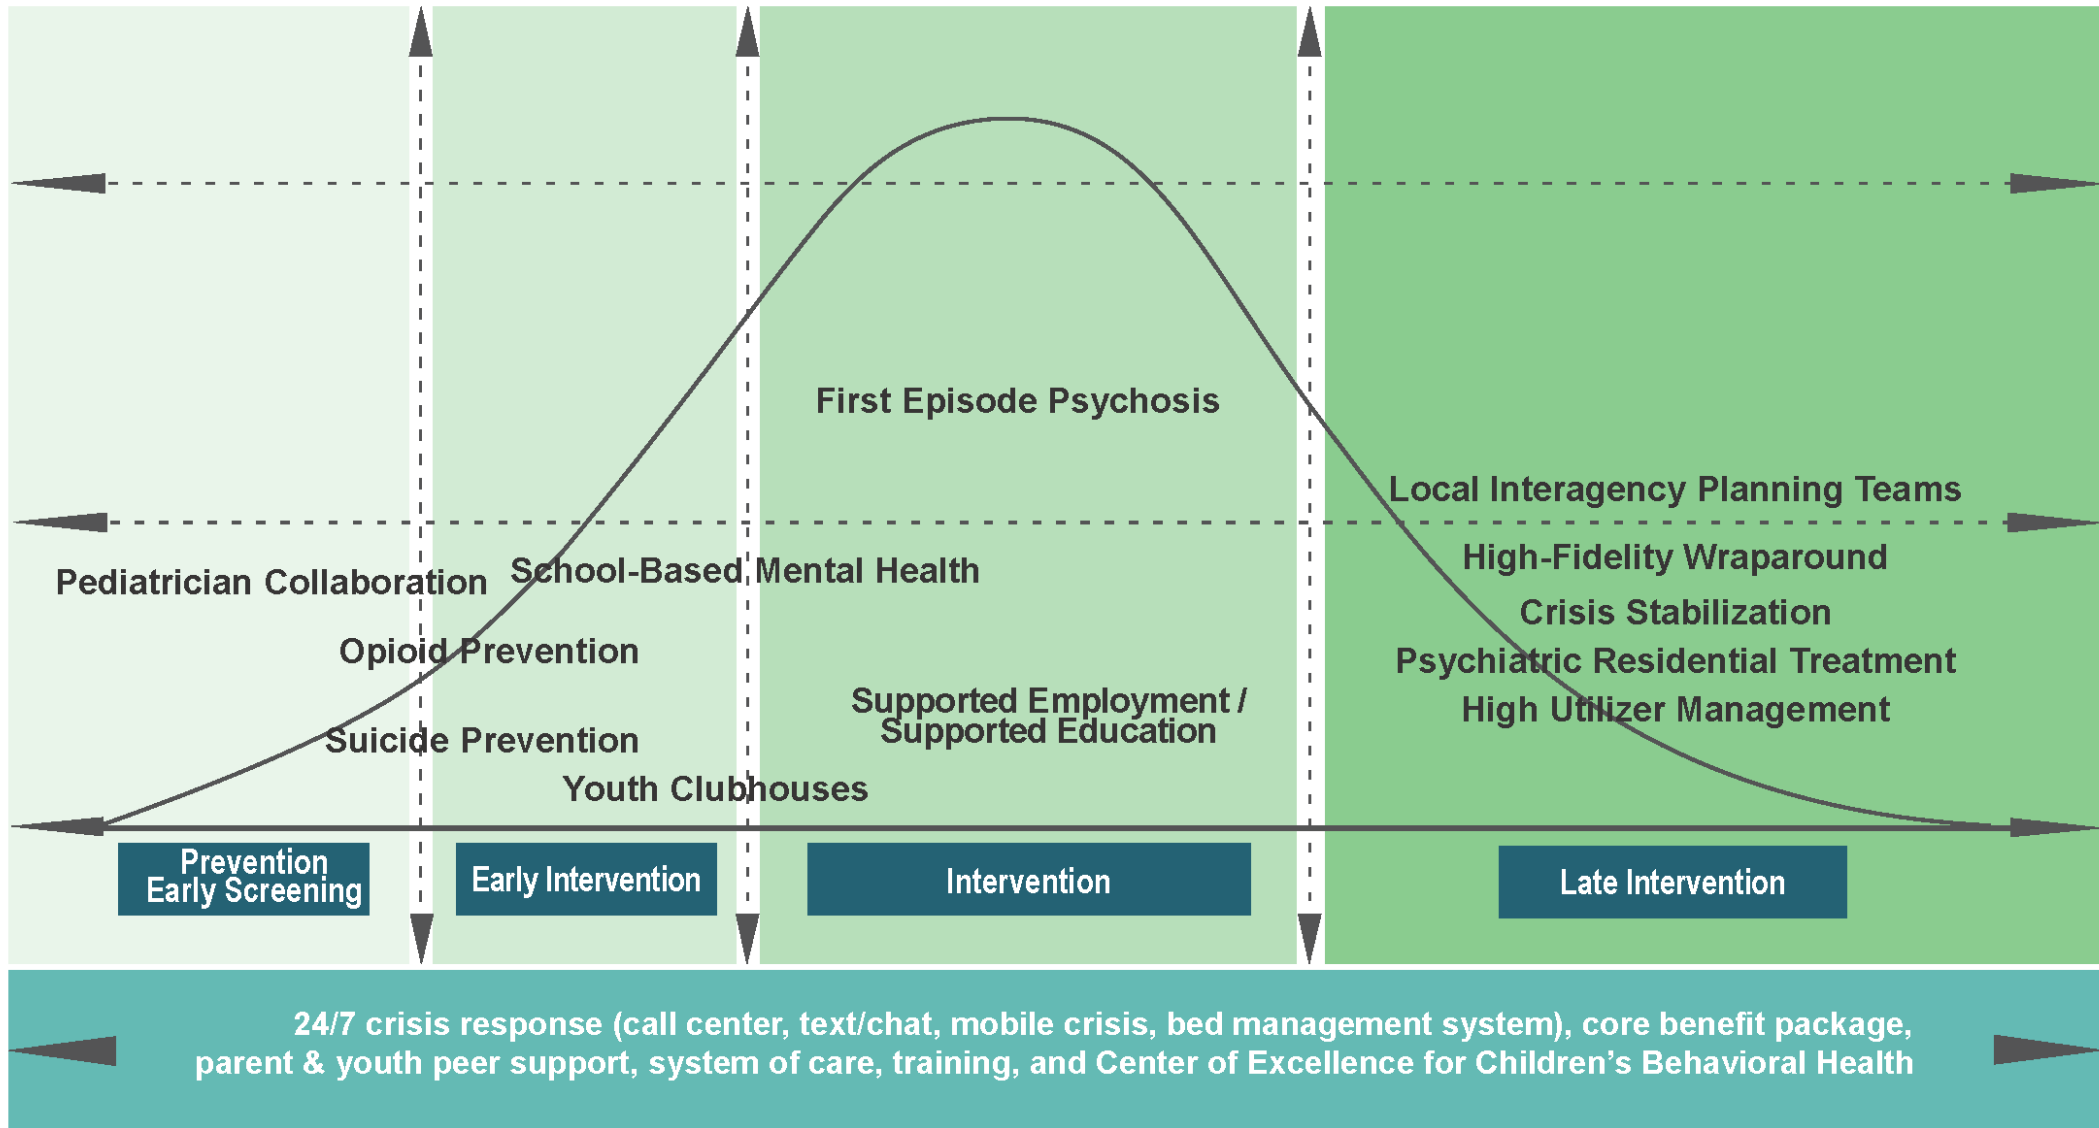 First Episode Psychosis
Local Interagency Planning Teams
High-Fidelity Wraparound
School-Based Mental Health
Pediatrician Collaboration
Crisis Stabilization
Opioid Prevention
Psychiatric Residential Treatment
Supported Employment /
Supported Education
High Utilizer Management
Suicide Prevention
Youth Clubhouses
Prevention
Early Screening
Early Intervention
Intervention
Late Intervention
24/7 crisis response (call center, text/chat, mobile crisis, bed management system), core benefit package,
parent & youth peer support, system of care, training, and Center of Excellence for Children’s Behavioral Health